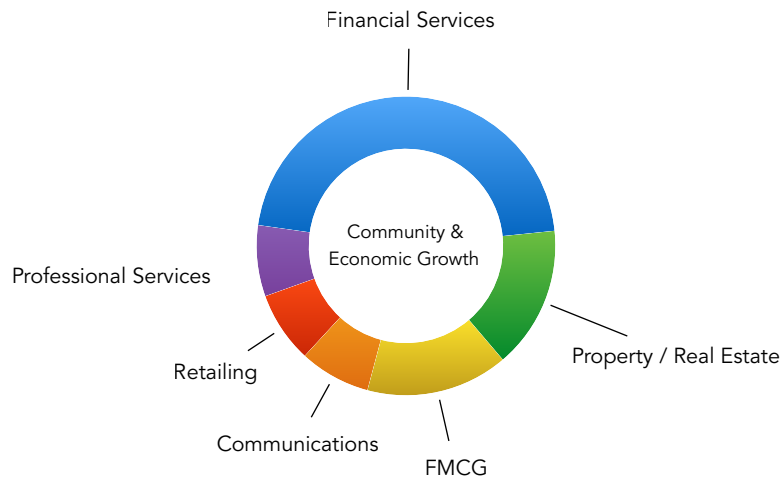 Financial Services
Community &
Economic Growth
Professional Services
Property / Real Estate
Retailing
Communications
FMCG